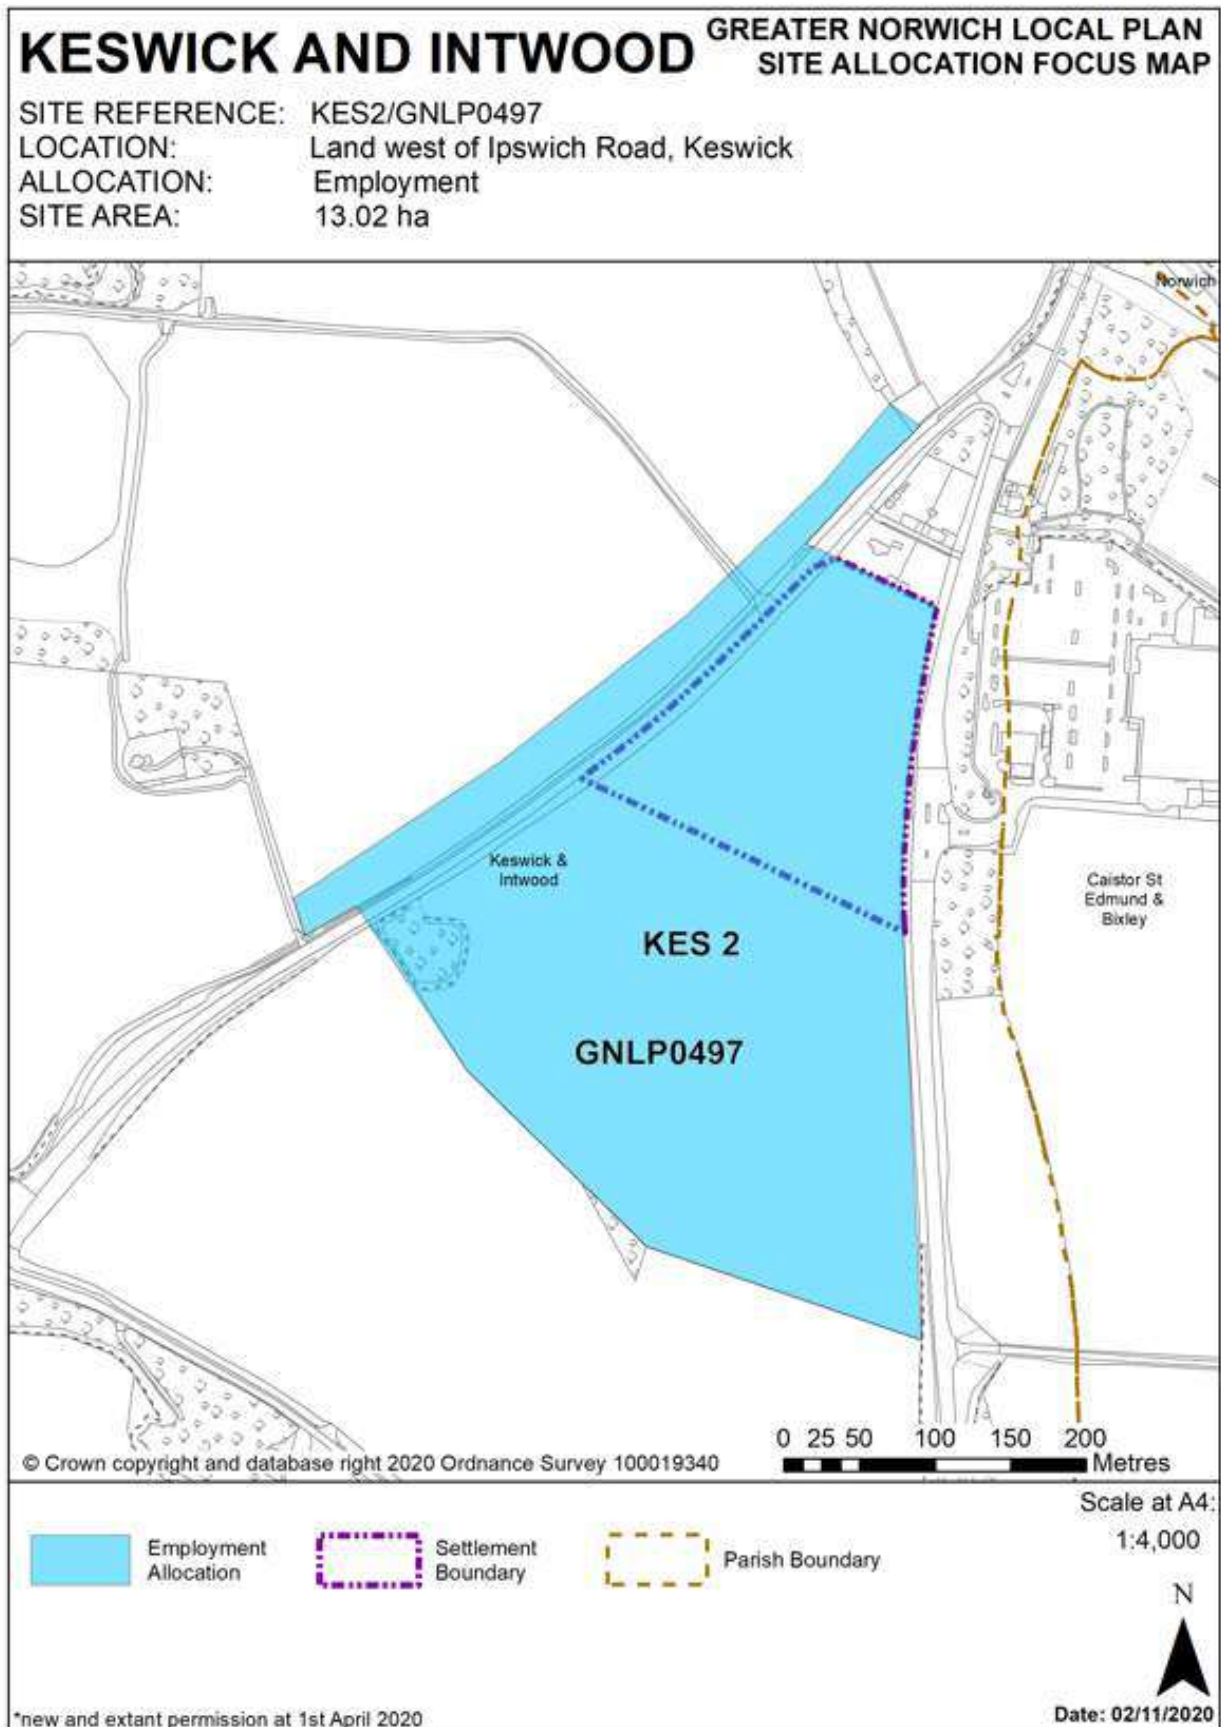 KESWICK AND INTWOOD
GREATER NORWICH LOCAL PLAN
SITE ALLOCATION FOCUS MAP
SITE REFERENCE: KES2/GNLP0497
LOCATION: Land west of Ipswich Road, Keswick
ALLOCATION: Employment
SITE AREA: 13.02 ha
Norwich
Keswick &
Intwood
KES 2
GNLP0497
Caistor St
Edmund &
Bixley
0 25 50 100 150 200
Metres
© Crown copyright and database right 2020 Ordnance Survey 100019340
Employment
Allocation
Settlement
Boundary
Parish Boundary
Scale at A4:
1:4,000
N
*new and extant permission at 1st April 2020
Date: 02/11/2020